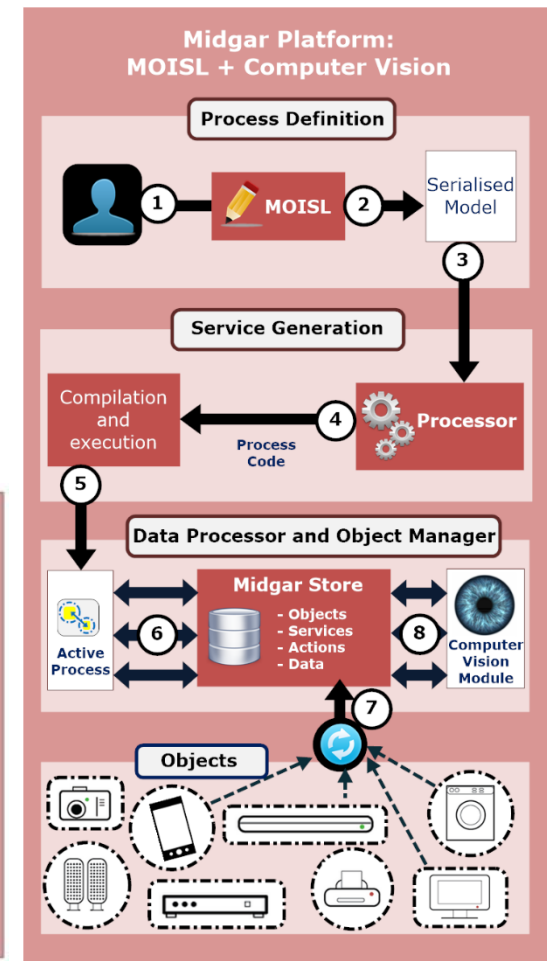 Midgar Platform:
MOISL + Computer Vision
Process Definition
1
MOISL
2
Serialised
Model
3
Service Generation
Compilation
and
execution
4
Process
Code
Processor
5
Data Processor and Object Manager
Active
Process
6
Midgar Store
- Objects
- Services
- Actions
- Data
8
Computer
Vision
Module
7
Objects